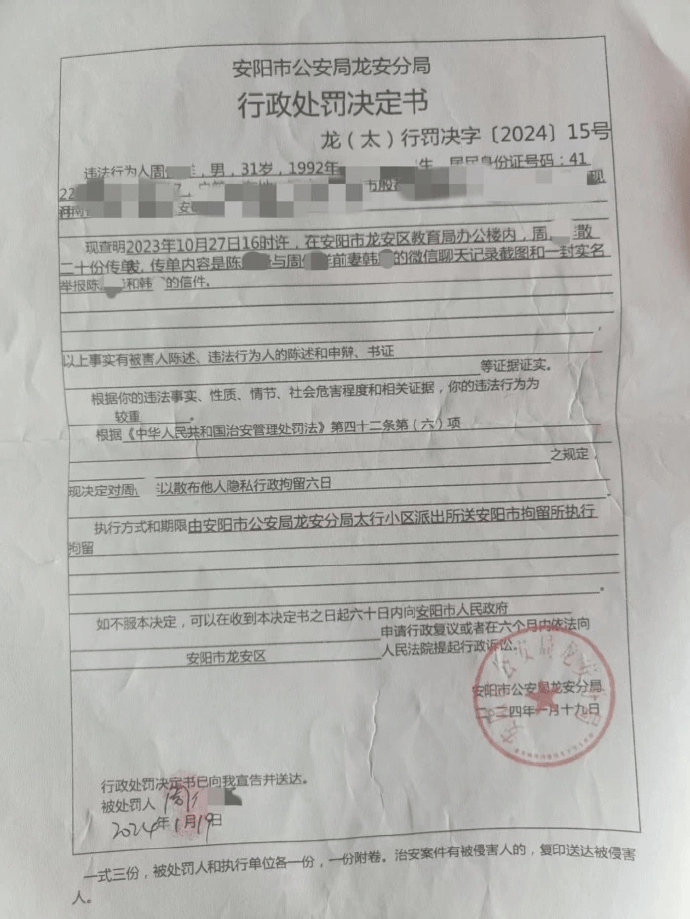 安阳市公安局龙安分局
行政处罚决定书
龙（太）行罚决字〔2024〕15号
违法行为人周，男，31岁，1992年生，居民身份证号码：41
22
市殷 现
安
现查明2023年10月27日16时许，在安阳市龙安区教育局办公楼内，周散
二十份传单发，传单内容是陈与周前妻韩的微信聊天记录截图和一封实名
举报陈和韩的信件。
以上事实有被害人陈述、违法行为人的陈述和申辩、书证
等证据证实。
根据你的违法事实、性质、情节、社会危害程度和相关证据，你的违法行为为
较重
根据《中华人民共和国治安管理处罚法》第四十二条第（六）项
之规定，
现决定对周以散布他人隐私行政拘留六日
执行方式和期限由安阳市公安局龙安分局太行小区派出所送安阳市拘留所执行
拘留
。
如不服本决定，可以在收到本决定书之日起六十日内向安阳市人民政府
申请行政复议或者在六个月内依法向
安阳市龙安区 人民法院提起行政诉讼。
安阳市公安局龙安分局
二〇二四年一月十九日
行政处罚决定书已向我宣告并送达。
被处罚人 周
2024年1月19日
一式三份，被处罚人和执行单位各一份，一份附卷。治安案件有被侵害人的，复印送达被侵害
人。